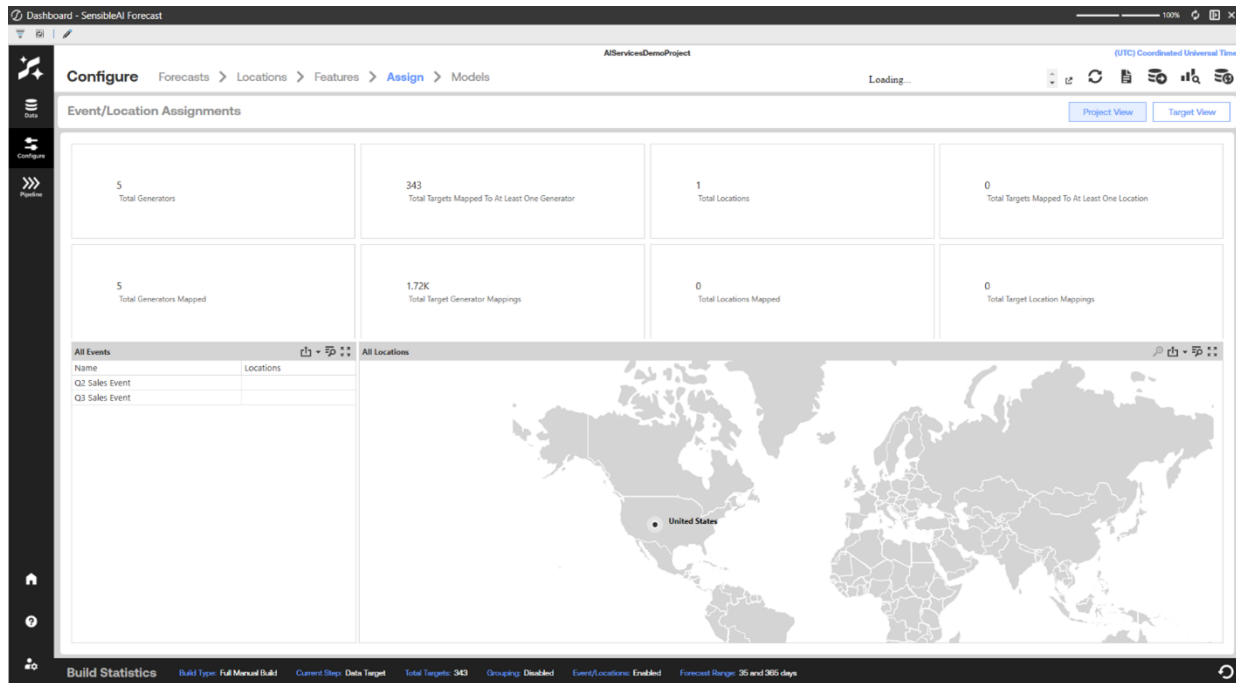 Dashboard - SensibleAI Forecast
100%
AIServicesDemoProject
(UTC) Coordinated Universal Time
Configure Forecasts > Locations > Features > Assign > Models
Loading...
Data
Configure
Pipeline
Event/Location Assignments
Project View
Target View
5
Total Generators
343
Total Targets Mapped To At Least One Generator
1
Total Locations
0
Total Targets Mapped To At Least One Location
5
Total Generators Mapped
1.72K
Total Target Generator Mappings
0
Total Locations Mapped
0
Total Target Location Mappings
All Events
Name Locations
Q2 Sales Event
Q3 Sales Event
All Locations
United States
Build Statistics Build Type: Full Manual Build Current Step: Data Target Total Targets: 343 Grouping: Disabled Event/Locations: Enabled Forecast Range: 35 and 365 days